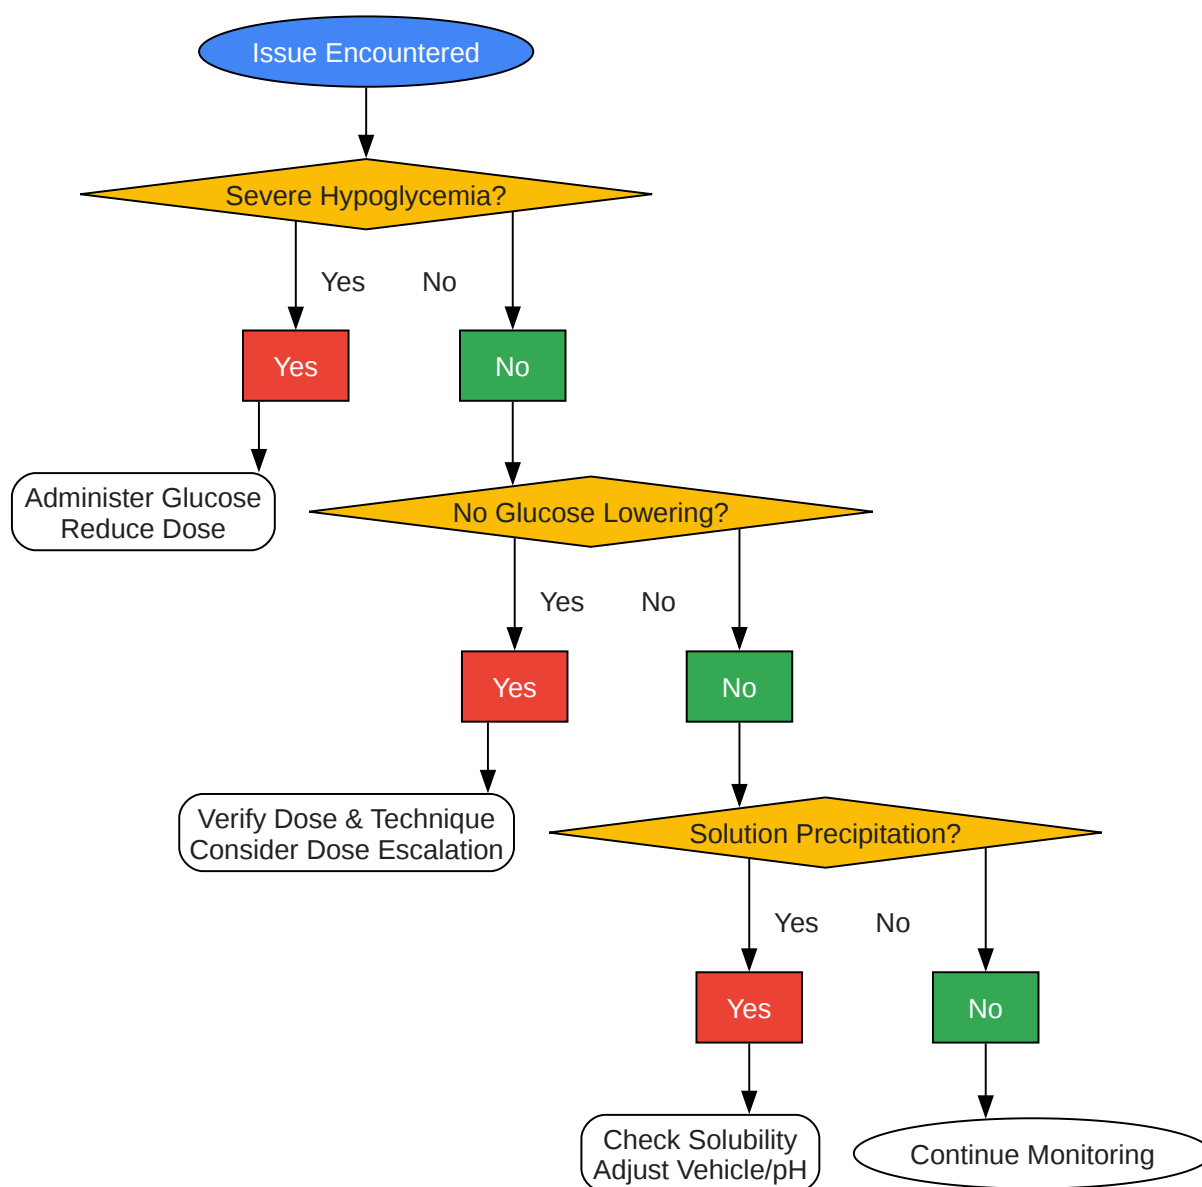 Issue Encountered
Severe Hypoglycemia?
Yes
No
Yes
No
Administer Glucose
Reduce Dose
No Glucose Lowering?
Yes
No
Yes
No
Verify Dose & Technique
Consider Dose Escalation
Solution Precipitation?
Yes
No
Yes
No
Check Solubility
Adjust Vehicle/pH
Continue Monitoring